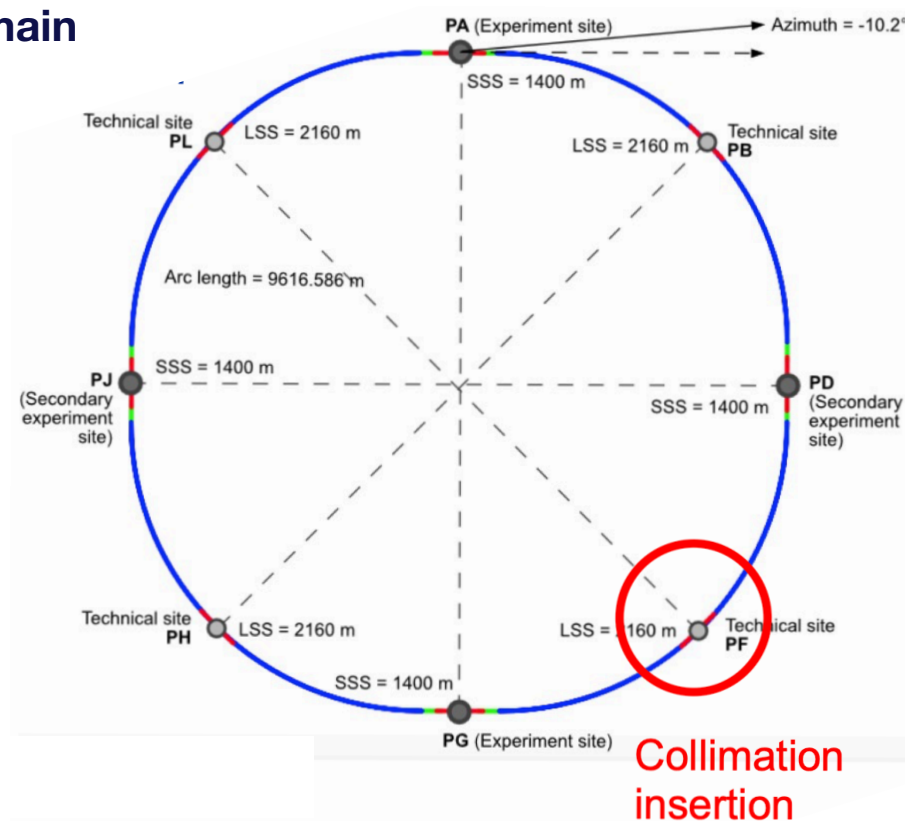 hain
PA (Experiment site)
Azimuth = -10.2°
SSS = 1400 m
Technical site
PL
LSS = 2160 m
LSS = 2160 m
Technical site
PB
Arc length = 9616.586 m
PJ
(Secondary
experiment
site)
SSS = 1400 m
SSS = 1400 m
PD
(Secondary
experiment
site)
Technical site
PH
LSS = 2160 m
LSS = 2160 m
Technical site
PF
SSS = 1400 m
PG (Experiment site)
Collimation
insertion